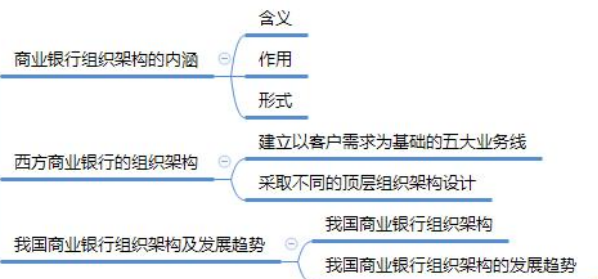 商业银行组织架构的内涵
含义
作用
形式
西方商业银行的组织架构
建立以客户需求为基础的五大业务线
采取不同的顶层组织架构设计
我国商业银行组织架构及发展趋势
我国商业银行组织架构
我国商业银行组织架构的发展趋势